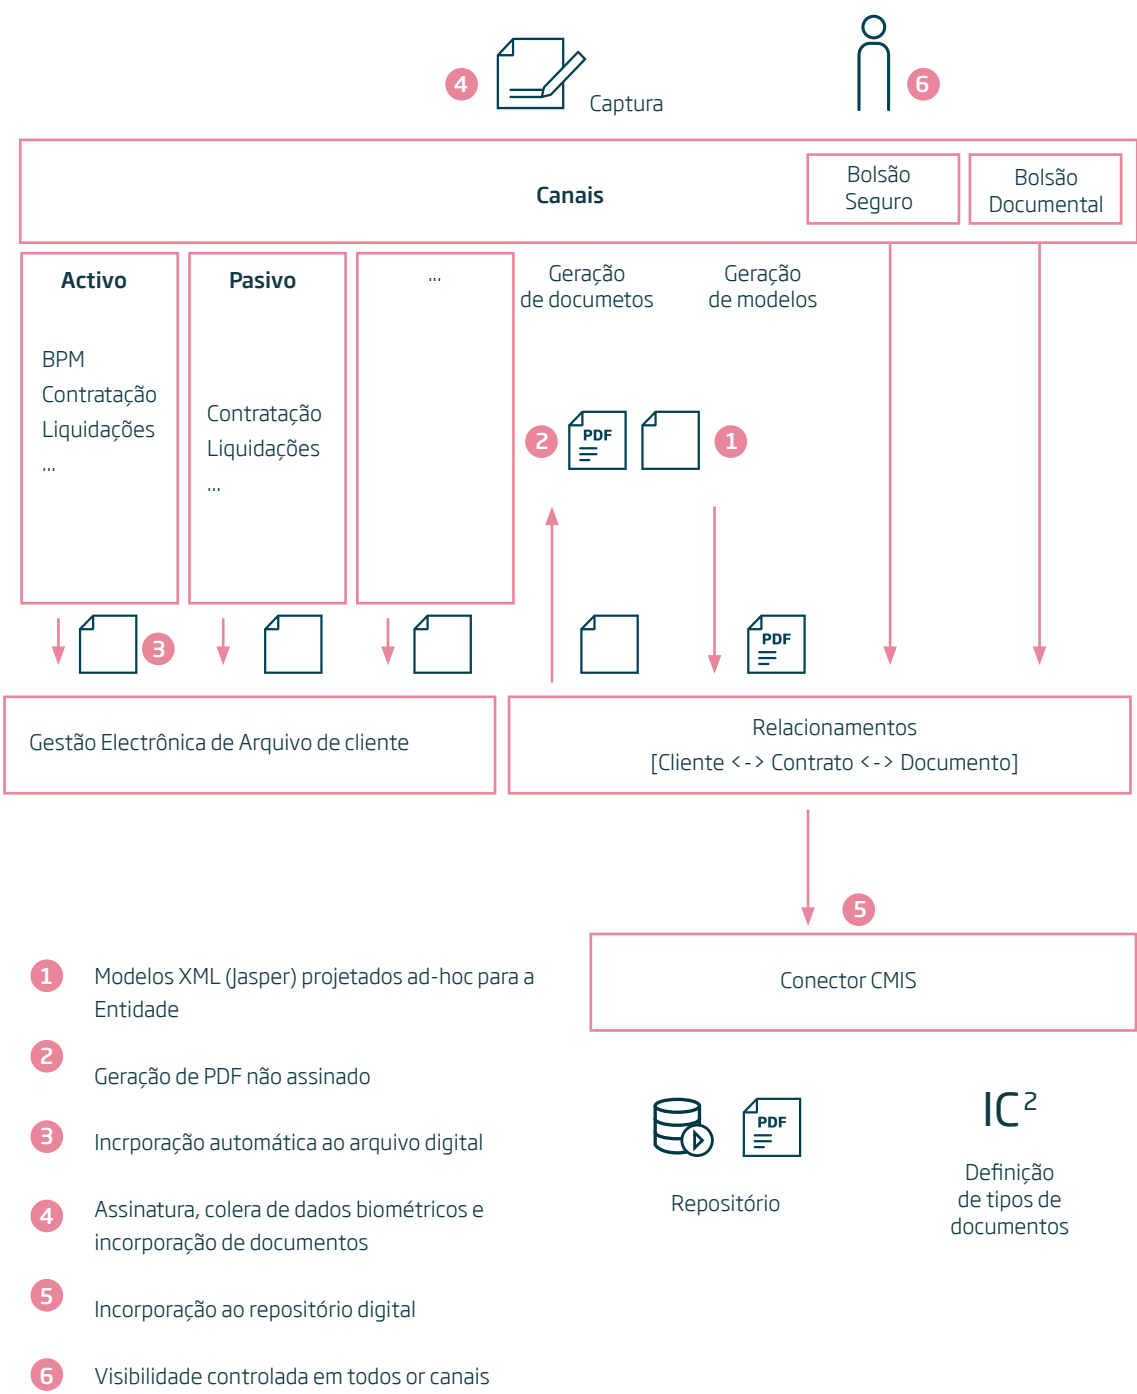 4
Captura
6
Canais
Bolsão
Seguro
Bolsão
Documental
Activo
BPM
Contratação
Liquidações
...
Pasivo
Contratação
Liquidações
...
...
Geração
de documetos
Geração
de modelos
2
PDF
1
3
PDF
Gestão Electrônica de Arquivo de cliente
Relacionamentos
[Cliente <-> Contrato <-> Documento]
5
Conector CMIS
1 Modelos XML (Jasper) projetados ad-hoc para a
Entidade
2 Geração de PDF não assinado
3 Incrporação automática ao arquivo digital
4 Assinatura, colera de dados biométricos e
incorporação de documentos
5 Incorporação ao repositório digital
6 Visibilidade controlada em todos or canais
PDF
Repositório
IC²
Definição
de tipos de
documentos